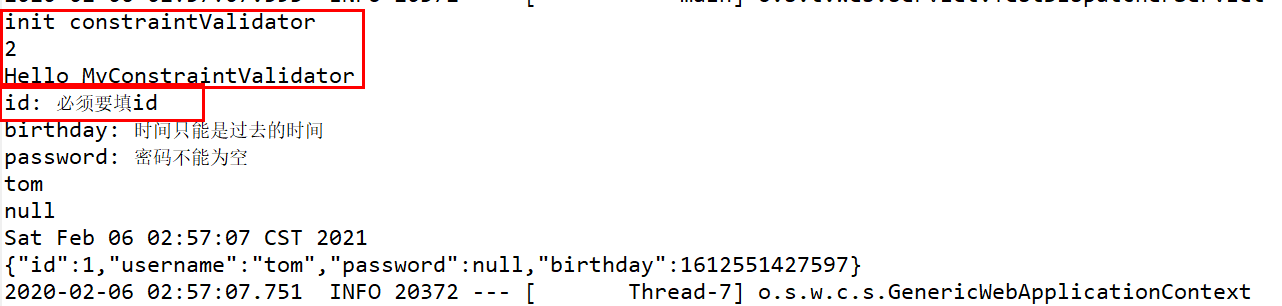 init constraintValidator
2
Hello MyConstraintValidator
id: 必须要填id
birthday: 时间只能是过去的时间
password: 密码不能为空
tom
null
Sat Feb 06 02:57:07 CST 2021
{"id":1,"username":"tom","password":null,"birthday":1612551427597}
2020-02-06 02:57:07.751  INFO 20372 --- [       Thread-7] o.s.w.c.s.GenericWebApplicationContext